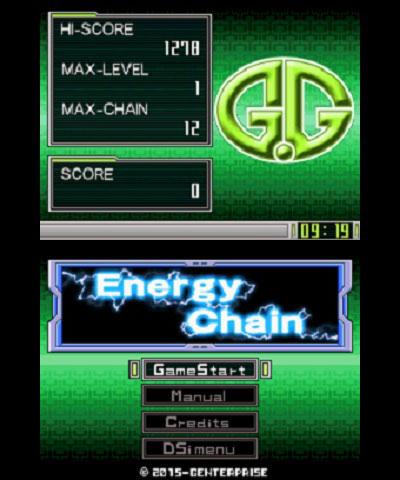 HI-SCORE
1278
MAX-LEVEL
1
MAX-CHAIN
12
G.G
SCORE
0
09:19
Energy
Chain
GameStart
Manual
Credits
DSimenu
© 2015-GENTERPRISE